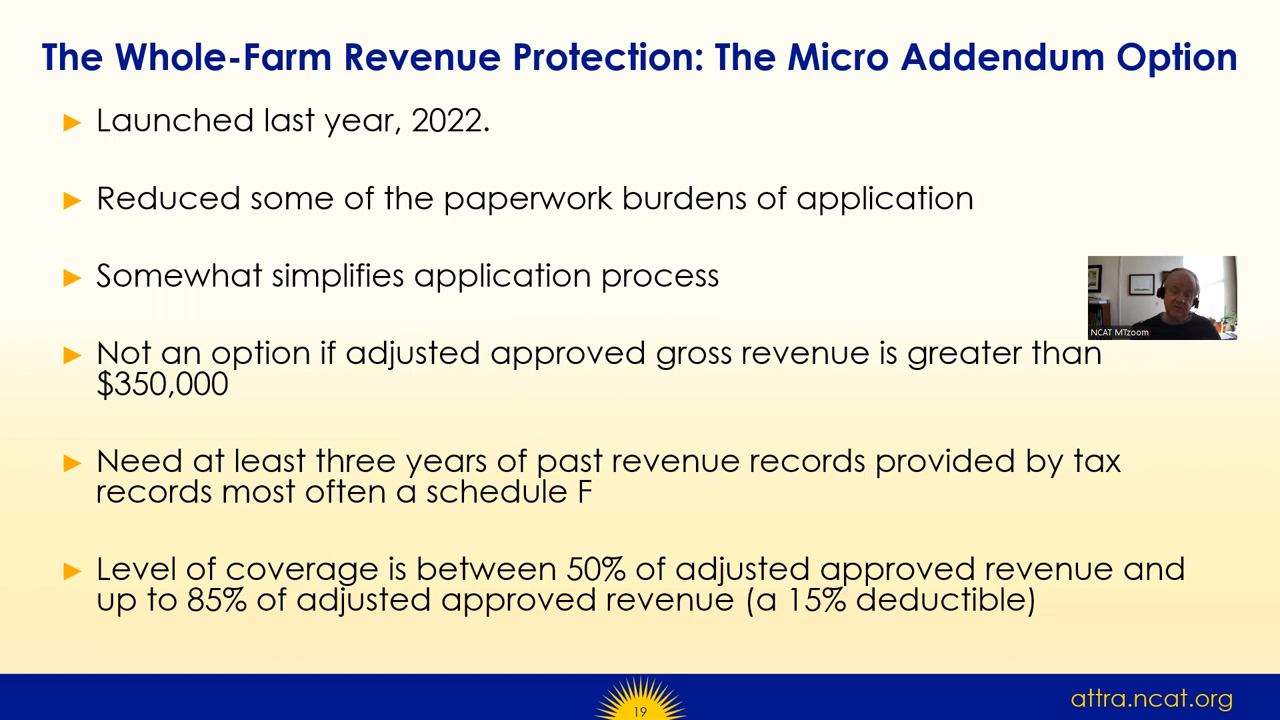 The Whole-Farm Revenue Protection: The Micro Addendum Option
► Launched last year, 2022.
► Reduced some of the paperwork burdens of application
► Somewhat simplifies application process
NCAT MTzoom
► Not an option if adjusted approved gross revenue is greater than
$350,000
► Need at least three years of past revenue records provided by tax
records most often a schedule F
► Level of coverage is between 50% of adjusted approved revenue and
up to 85% of adjusted approved revenue (a 15% deductible)
19
attra.ncat.org